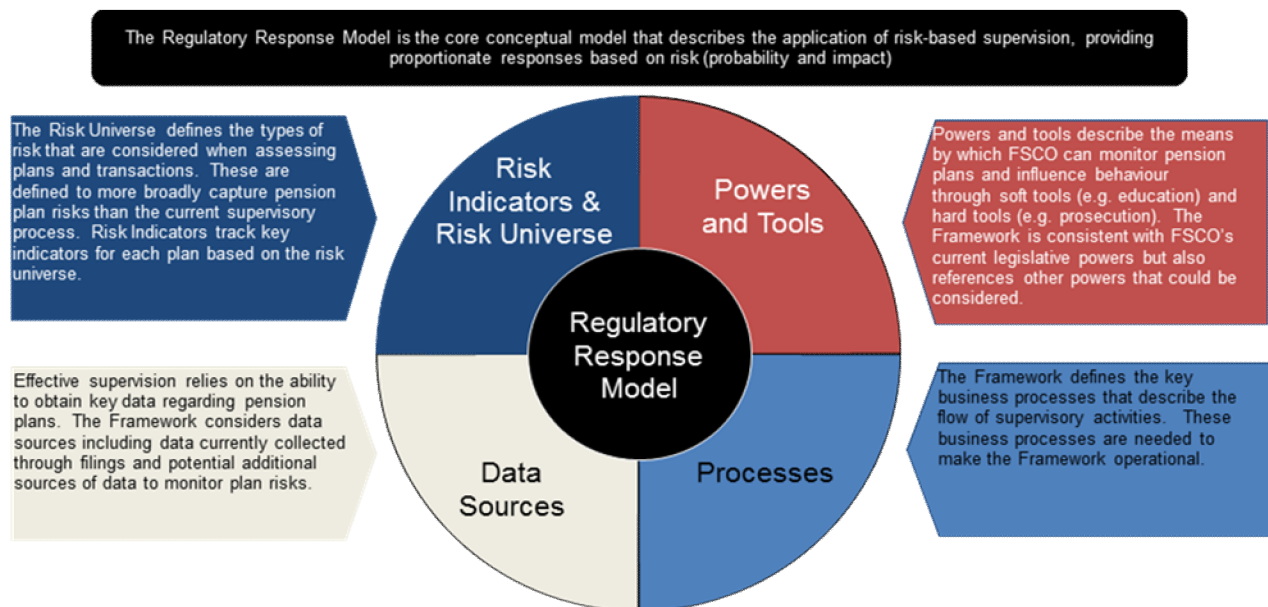 The Regulatory Response Model is the core conceptual model that describes the application of risk-based supervision, providing
proportionate responses based on risk (probability and impact)
The Risk Universe defines the types of
risk that are considered when assessing
plans and transactions. These are
defined to more broadly capture pension
plan risks than the current supervisory
process. Risk Indicators track key
indicators for each plan based on the risk
universe.
Risk
Indicators &
Risk Universe
Powers
and Tools
Powers and tools describe the means
by which FSCO can monitor pension
plans and influence behaviour
through soft tools (e.g. education) and
hard tools (e.g. prosecution). The
Framework is consistent with FSCO's
current legislative powers but also
references other powers that could be
considered.
Regulatory
Response
Model
Effective supervision relies on the ability
to obtain key data regarding pension
plans. The Framework considers data
sources including data currently collected
through filings and potential additional
sources of data to monitor plan risks.
Data
Sources
Processes
The Framework defines the key
business processes that describe the
flow of supervisory activities. These
business processes are needed to
make the Framework operational.